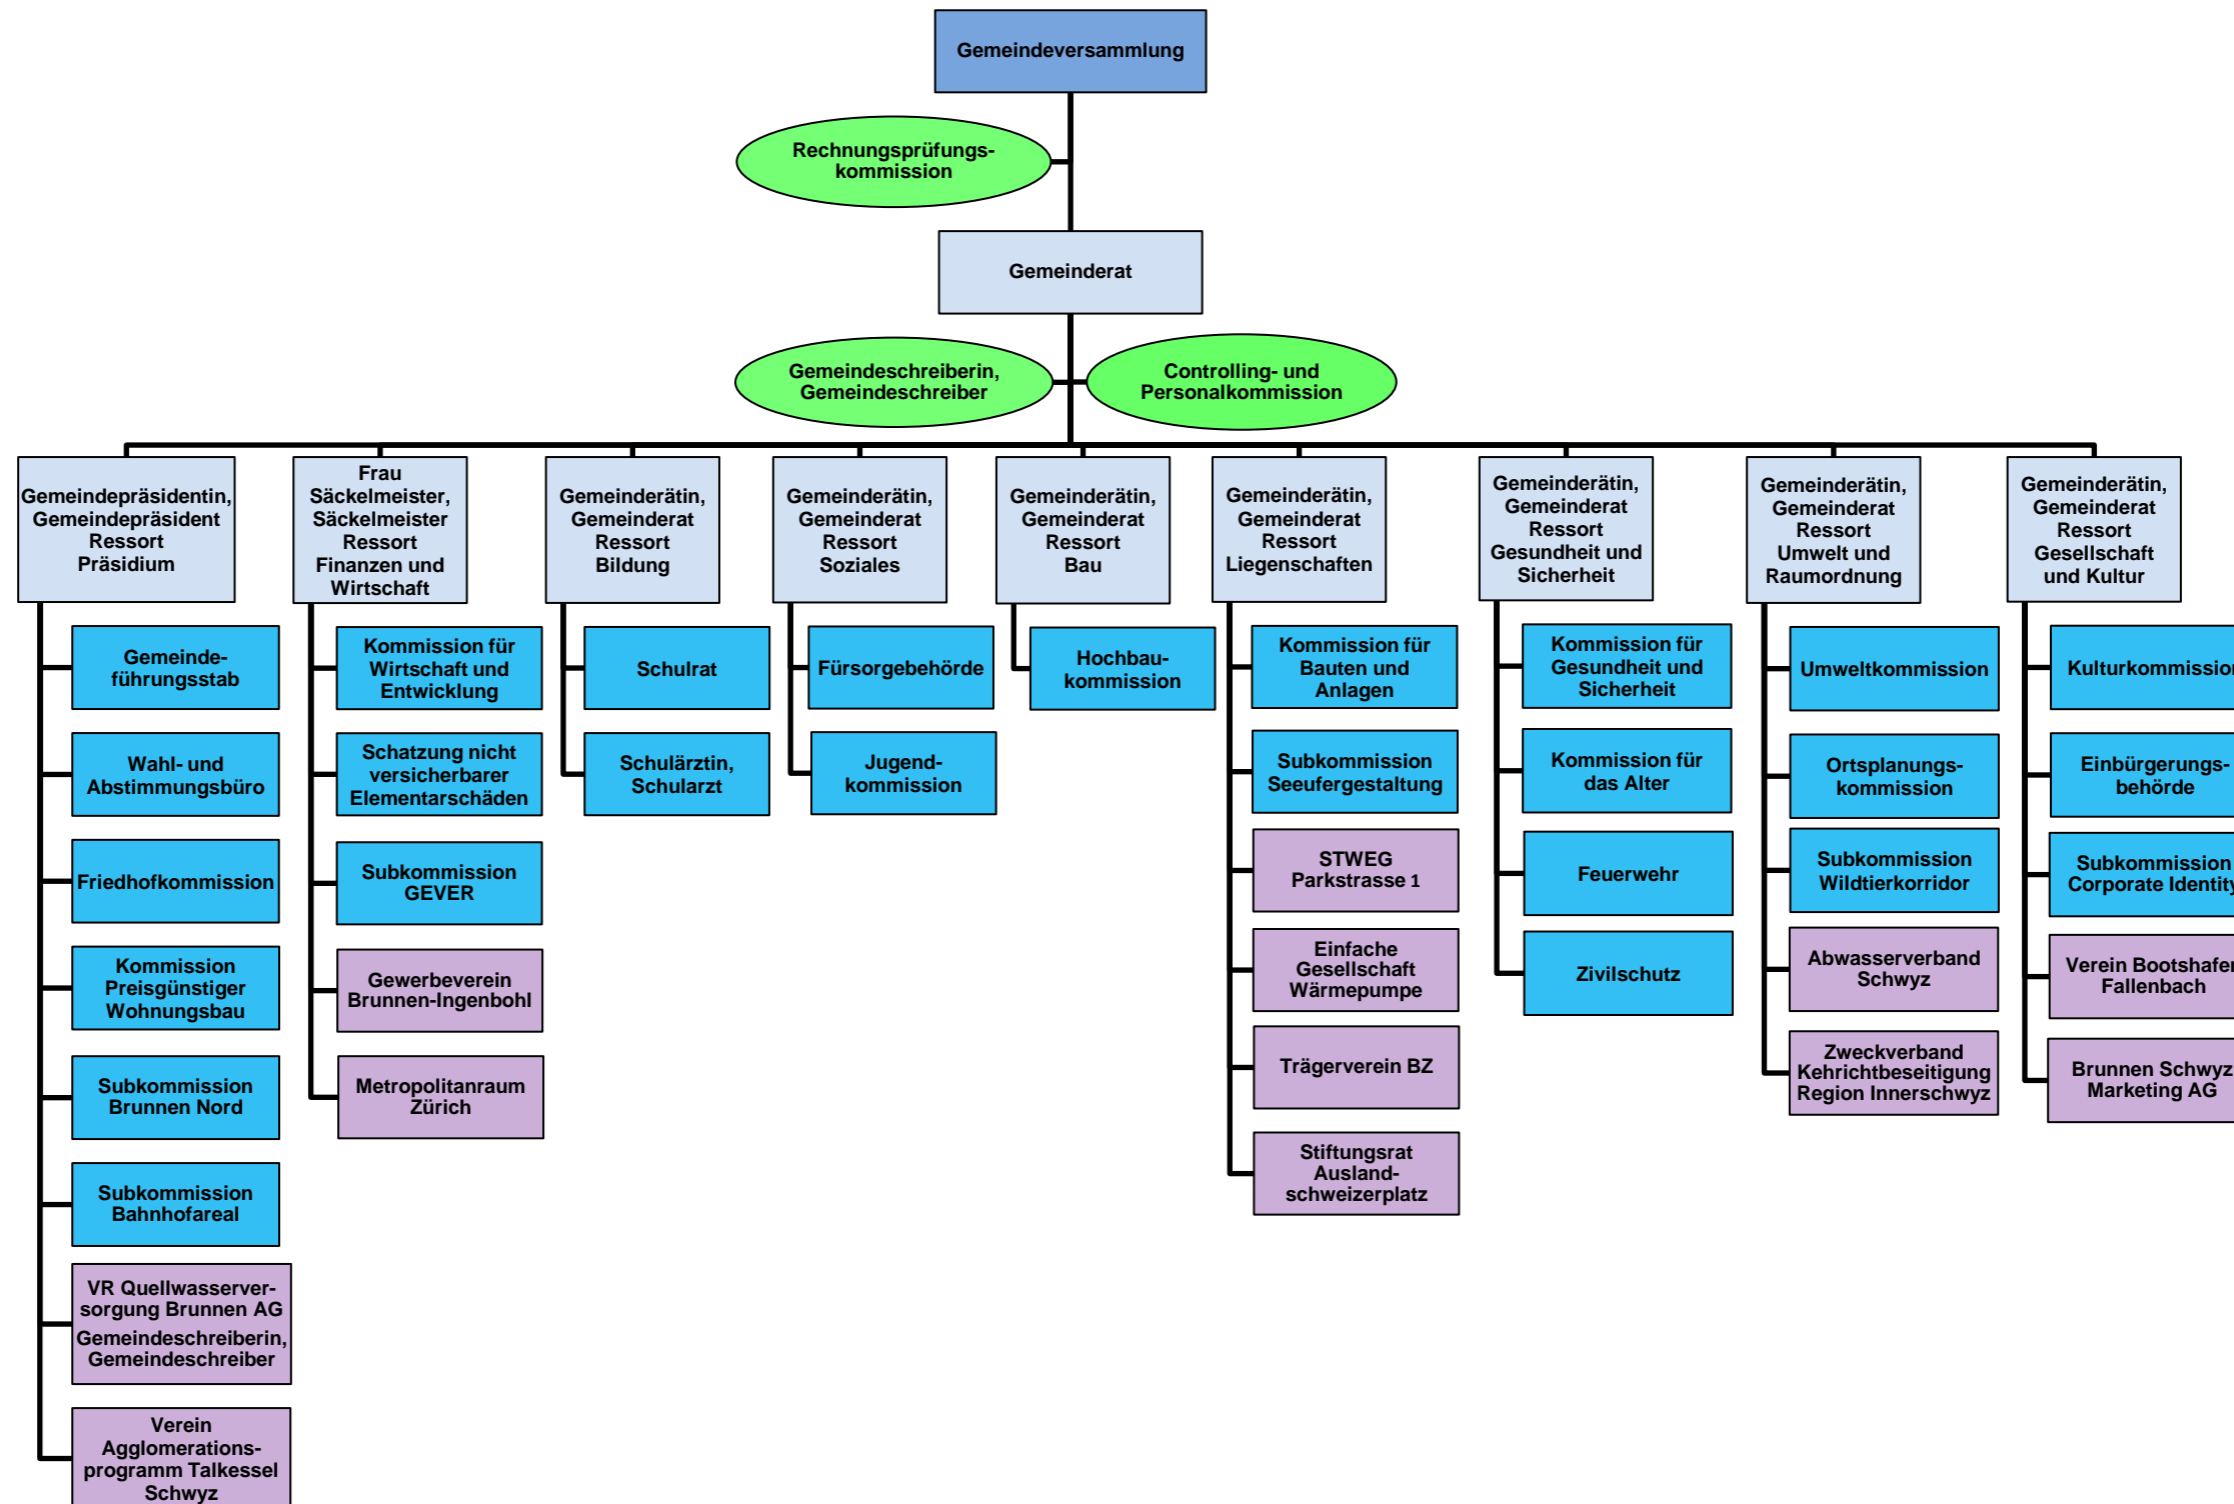 Gemeindeversammlung
Rechnungsprüfungs-
kommission
Gemeinderat
Gemeindeschreiberin,
Gemeindeschreiber
Controlling- und
Personalkommission
Gemeindepräsidentin,
Gemeindepräsident
Ressort
Präsidium
Gemeinde-
führungsstab
Wahl- und
Abstimmungsbüro
Friedhofkommission
Kommission
Preisgünstiger
Wohnungsbau
Subkommission
Brunnen Nord
Subkommission
Bahnhofareal
VR Quellwasserver-
sorgung Brunnen AG
Gemeindeschreiberin,
Gemeindeschreiber
Verein
Agglomerations-
programm Talkessel
Schwyz
Frau
Säckelmeister,
Säckelmeister
Ressort
Finanzen und
Wirtschaft
Kommission für
Wirtschaft und
Entwicklung
Schatzung nicht
versicherbarer
Elementarschäden
Subkommission
GEVER
Gewerbeverein
Brunnen-Ingenbohl
Metropolitanraum
Zürich
Gemeinderätin,
Gemeinderat
Ressort
Bildung
Schulrat
Schulärztin,
Schularzt
Gemeinderätin,
Gemeinderat
Ressort
Soziales
Fürsorgebehörde
Jugend-
kommission
Gemeinderätin,
Gemeinderat
Ressort
Bau
Hochbau-
kommission
Gemeinderätin,
Gemeinderat
Ressort
Liegenschaften
Kommission für
Bauten und
Anlagen
Subkommission
Seeufergestaltung
STWEG
Parkstrasse 1
Einfache
Gesellschaft
Wärmepumpe
Trägerverein BZ
Stiftungsrat
Ausland-
schweizerplatz
Gemeinderätin,
Gemeinderat
Ressort
Gesundheit und
Sicherheit
Kommission für
Gesundheit und
Sicherheit
Kommission für
das Alter
Feuerwehr
Zivilschutz
Gemeinderätin,
Gemeinderat
Ressort
Umwelt und
Raumordnung
Umweltkommission
Ortsplanungs-
kommission
Subkommission
Wildtierkorridor
Abwasserverband
Schwyz
Zweckverband
Kehrichtbeseitigung
Region Innerschwyz
Gemeinderätin,
Gemeinderat
Ressort
Gesellschaft
und Kultur
Kulturkommission
Einbürgerungs-
behörde
Subkommission
Corporate Identity
Verein Bootshafen
Fallenbach
Brunnen Schwyz
Marketing AG